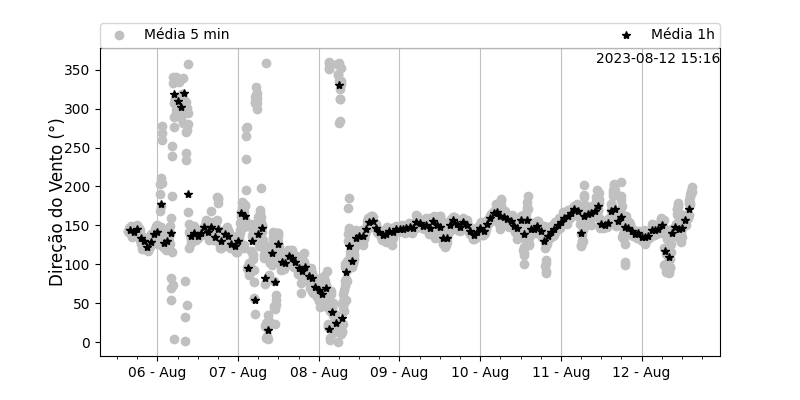 Média 5 min
Média 1h
2023-08-12 15:16
Direção do Vento (°)
350
300
250
200
150
100
50
0
06 - Aug
07 - Aug
08 - Aug
09 - Aug
10 - Aug
11 - Aug
12 - Aug